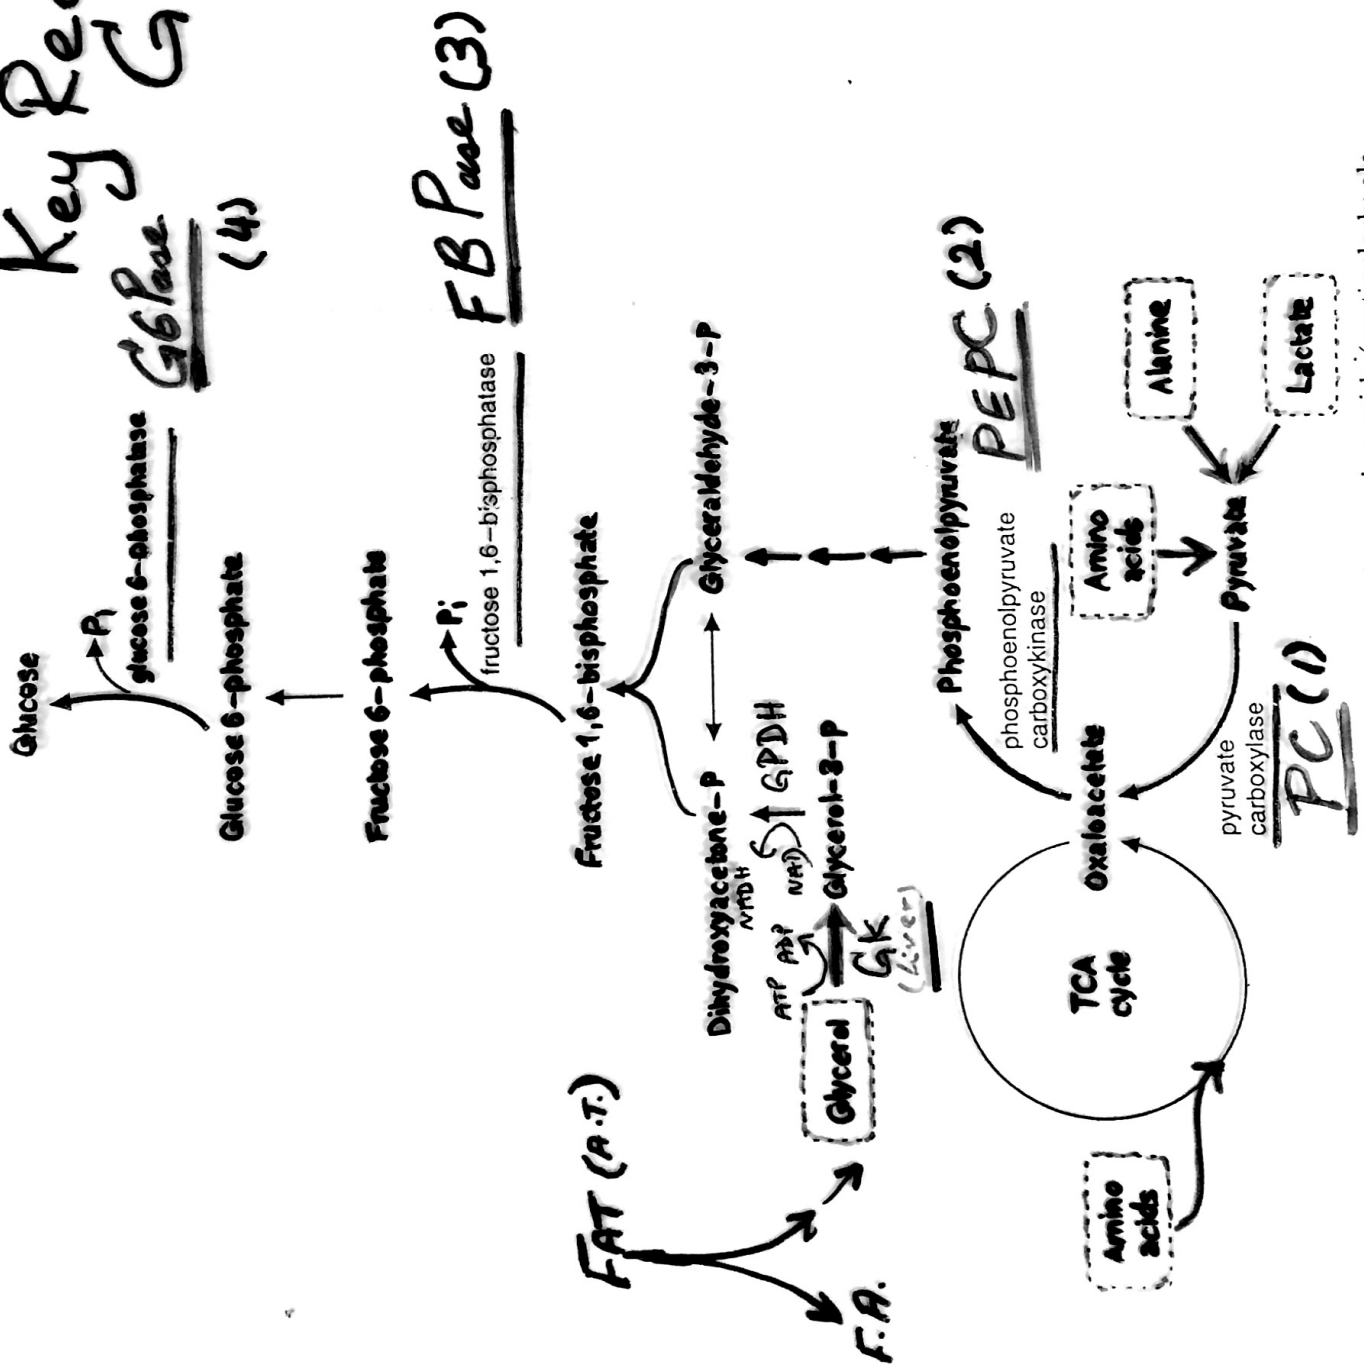 Key Re
G
Glucose
Pi
glucose 6-phosphatase
G6Pase
(4)
Glucose 6-phosphate
Fructose 6-phosphate
Pi
fructose 1,6-bisphosphatase
FBPase (3)
Fructose 1,6-bisphosphate
Dihydroxyacetone-P
Glyceraldehyde-3-P
NADH
NAD
GPDH
FAT (A.T.)
F.A.
Glycerol
ATP ADP
GK
(Liver)
Glycerol-3-P
Phosphoenolpyruvate
PEPC (2)
phosphoenolpyruvate
carboxykinase
TCA
cycle
Oxaloacetate
Amino
acids
Amino
acids
Alanine
Lactate
Pyruvate
pyruvate
carboxylase
PC (1)